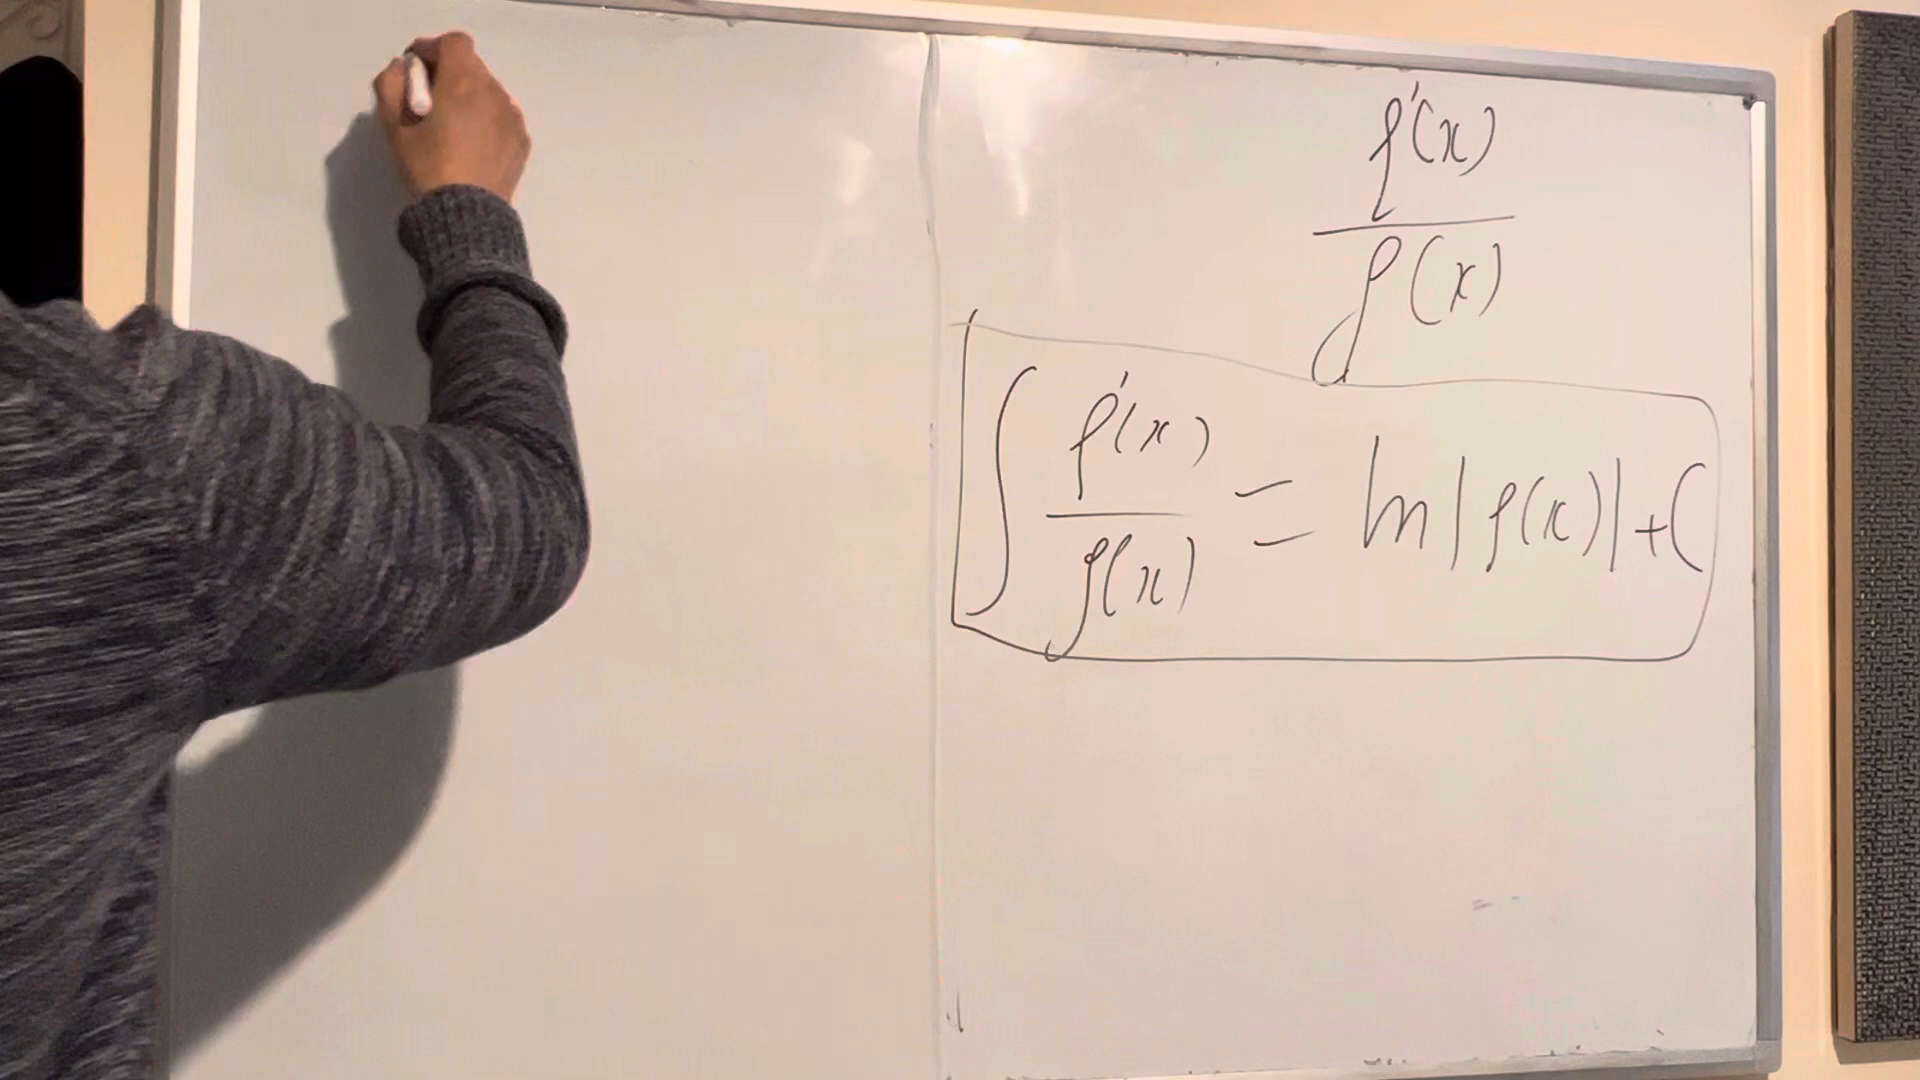 f'(x)
f(x)
∫ f'(x)/f(x) = ln|f(x)|+C